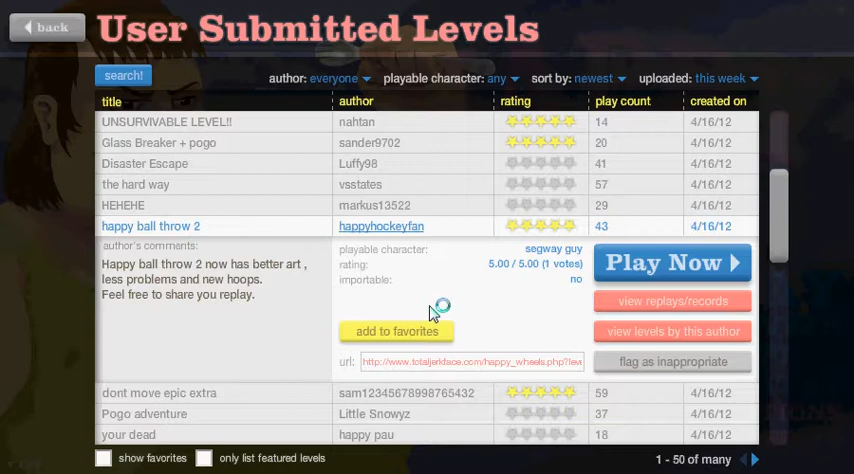 back
User Submitted Levels
search!
author: everyone playable character: any sort by: newest uploaded: this week
title author rating play count created on
UNSURVIVABLE LEVEL!! nahtan 14 4/16/12
Glass Breaker + pogo sander9702 20 4/16/12
Disaster Escape Luffy98 41 4/16/12
the hard way vsstates 57 4/16/12
HEHEHE markus13522 29 4/16/12
happy ball throw 2 happyhockeyfan 43 4/16/12
author's comments:
Happy ball throw 2 now has better art ,
less problems and new hoops.
Feel free to share you replay.
playable character: segway guy
rating: 5.00 / 5.00 (1 votes)
importable: no
add to favorites
url: http://www.totaljerkface.com/happy_wheels.php?lev
Play Now
view replays/records
view levels by this author
flag as inappropriate
dont move epic extra sam12345678998765432 59 4/16/12
Pogo adventure Little Snowyz 37 4/16/12
your dead happy pau 18 4/16/12
show favorites only list featured levels 1 - 50 of many